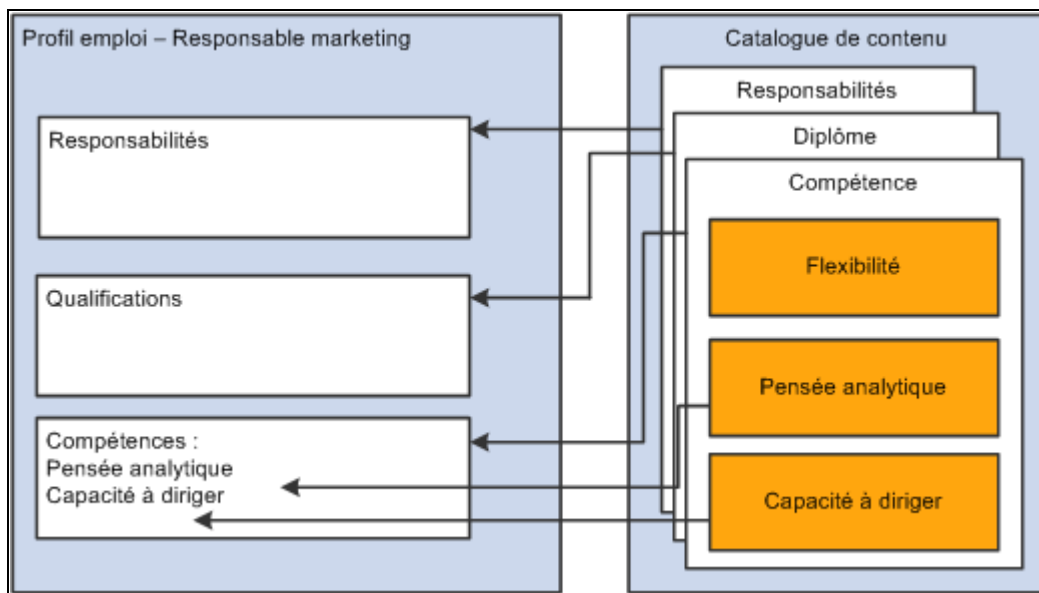 Profil emploi – Responsable marketing
Responsabilités
Qualifications
Compétences :
Pensée analytique
Capacité à diriger
Catalogue de contenu
Responsabilités
Diplôme
Compétence
Flexibilité
Pensée analytique
Capacité à diriger